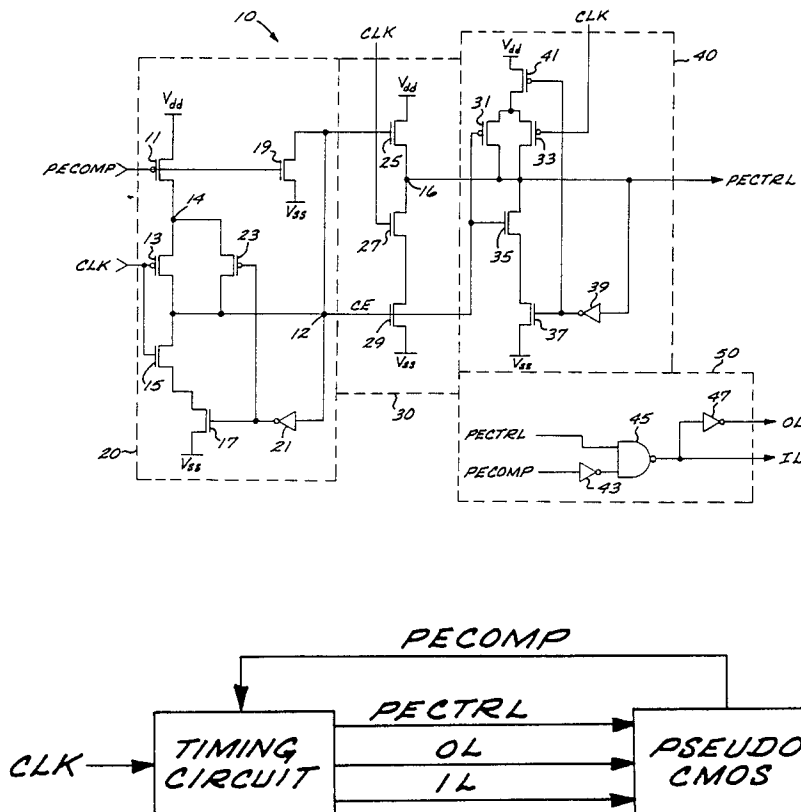 10
CLK
CLK
40
20
Vdd
11
PECOMP
19
Vss
14
13
23
CLK
12
CE
15
17
21
Vss
Vdd
25
16
27
29
Vss
30
Vdd
41
31
33
PECTRL
35
39
37
Vss
50
PECTRL
45
47
OL
PECOMP
43
IL
PECOMP
CLK
TIMING
CIRCUIT
PECTRL
OL
IL
PSEUDO
CMOS